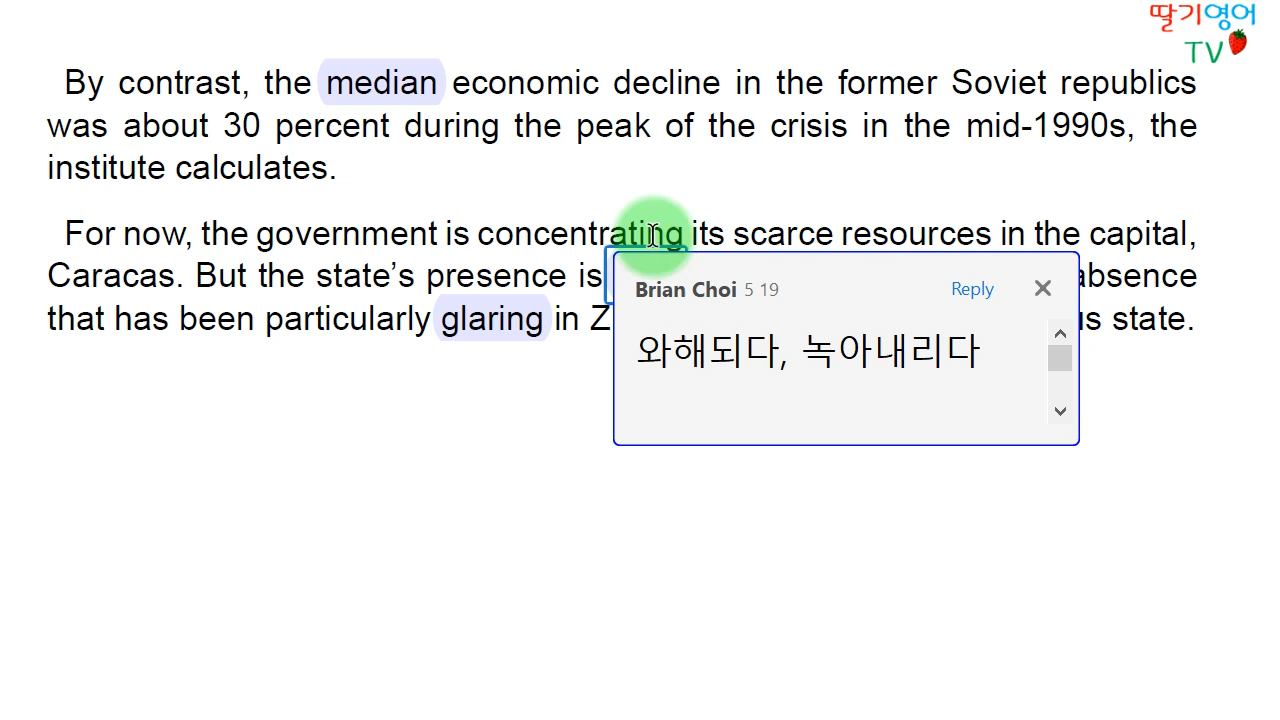 딸기영어
TV
By contrast, the median economic decline in the former Soviet republics
was about 30 percent during the peak of the crisis in the mid-1990s, the
institute calculates.
For now, the government is concentrating its scarce resources in the capital,
Caracas. But the state’s presence is absence
that has been particularly glaring in Z is state.
Brian Choi 5 19
Reply
와해되다, 녹아내리다